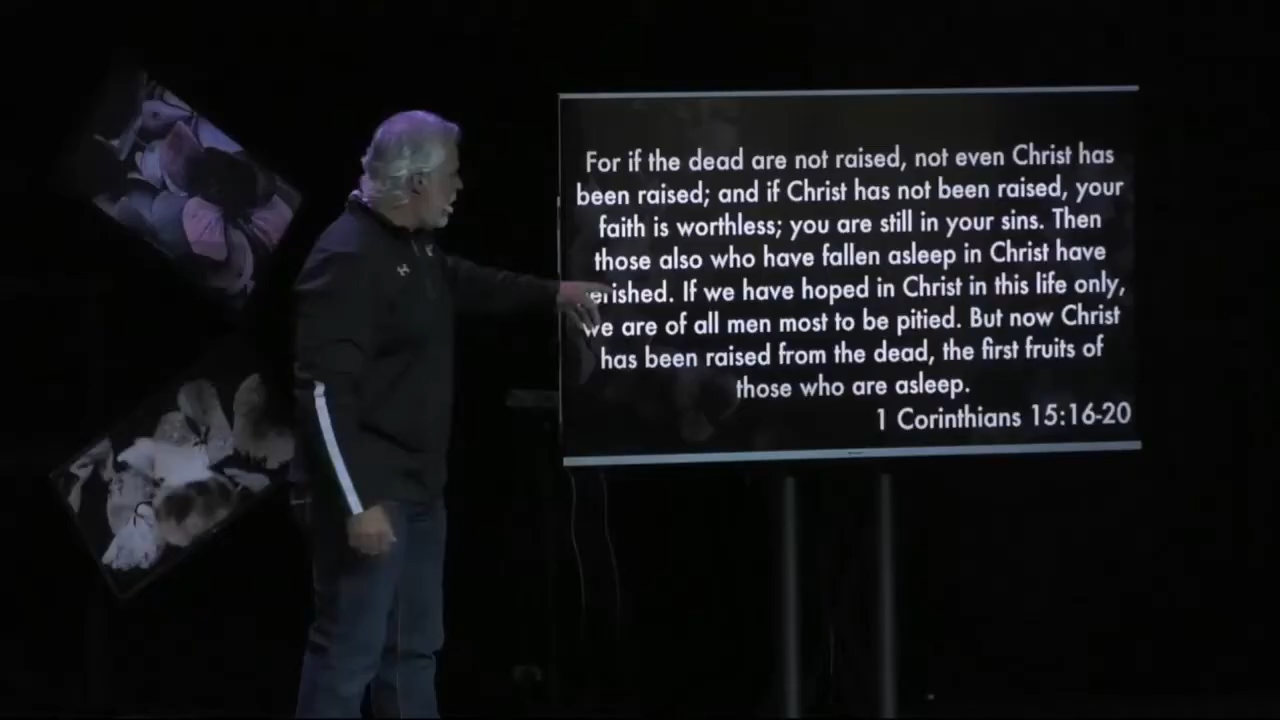 For if the dead are not raised, not even Christ has
been raised; and if Christ has not been raised, your
faith is worthless; you are still in your sins. Then
those also who have fallen asleep in Christ have
erished. If we have hoped in Christ in this life only,
we are of all men most to be pitied. But now Christ
has been raised from the dead, the first fruits of
those who are asleep.
1 Corinthians 15:16-20